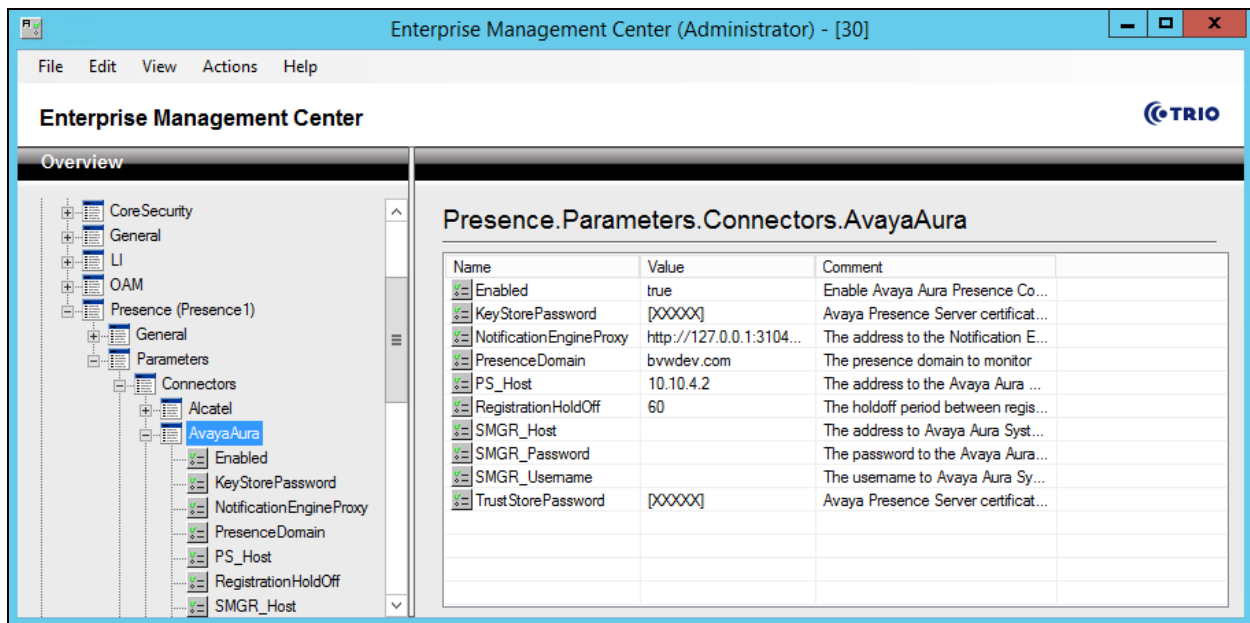 Enterprise Management Center (Administrator) - [30]
x
File Edit View Actions Help
Enterprise Management Center
TRIO
Overview
CoreSecurity
General
LI
OAM
Presence (Presence1)
General
Parameters
Connectors
Alcatel
AvayaAura
Enabled
KeyStorePassword
NotificationEngineProxy
PresenceDomain
PS_Host
RegistrationHoldOff
SMGR_Host
Presence.Parameters.Connectors.AvayaAura
Name Value Comment
Enabled true Enable Avaya Aura Presence Co...
KeyStorePassword [XXXXX] Avaya Presence Server certificat...
NotificationEngineProxy http://127.0.0.1:3104... The address to the Notification E...
PresenceDomain bvwdev.com The presence domain to monitor
PS_Host 10.10.4.2 The address to the Avaya Aura ...
RegistrationHoldOff 60 The holdoff period between regis...
SMGR_Host The address to Avaya Aura Syst...
SMGR_Password The password to the Avaya Aura...
SMGR_Username The username to Avaya Aura Sy...
TrustStorePassword [XXXXX] Avaya Presence Server certificat...